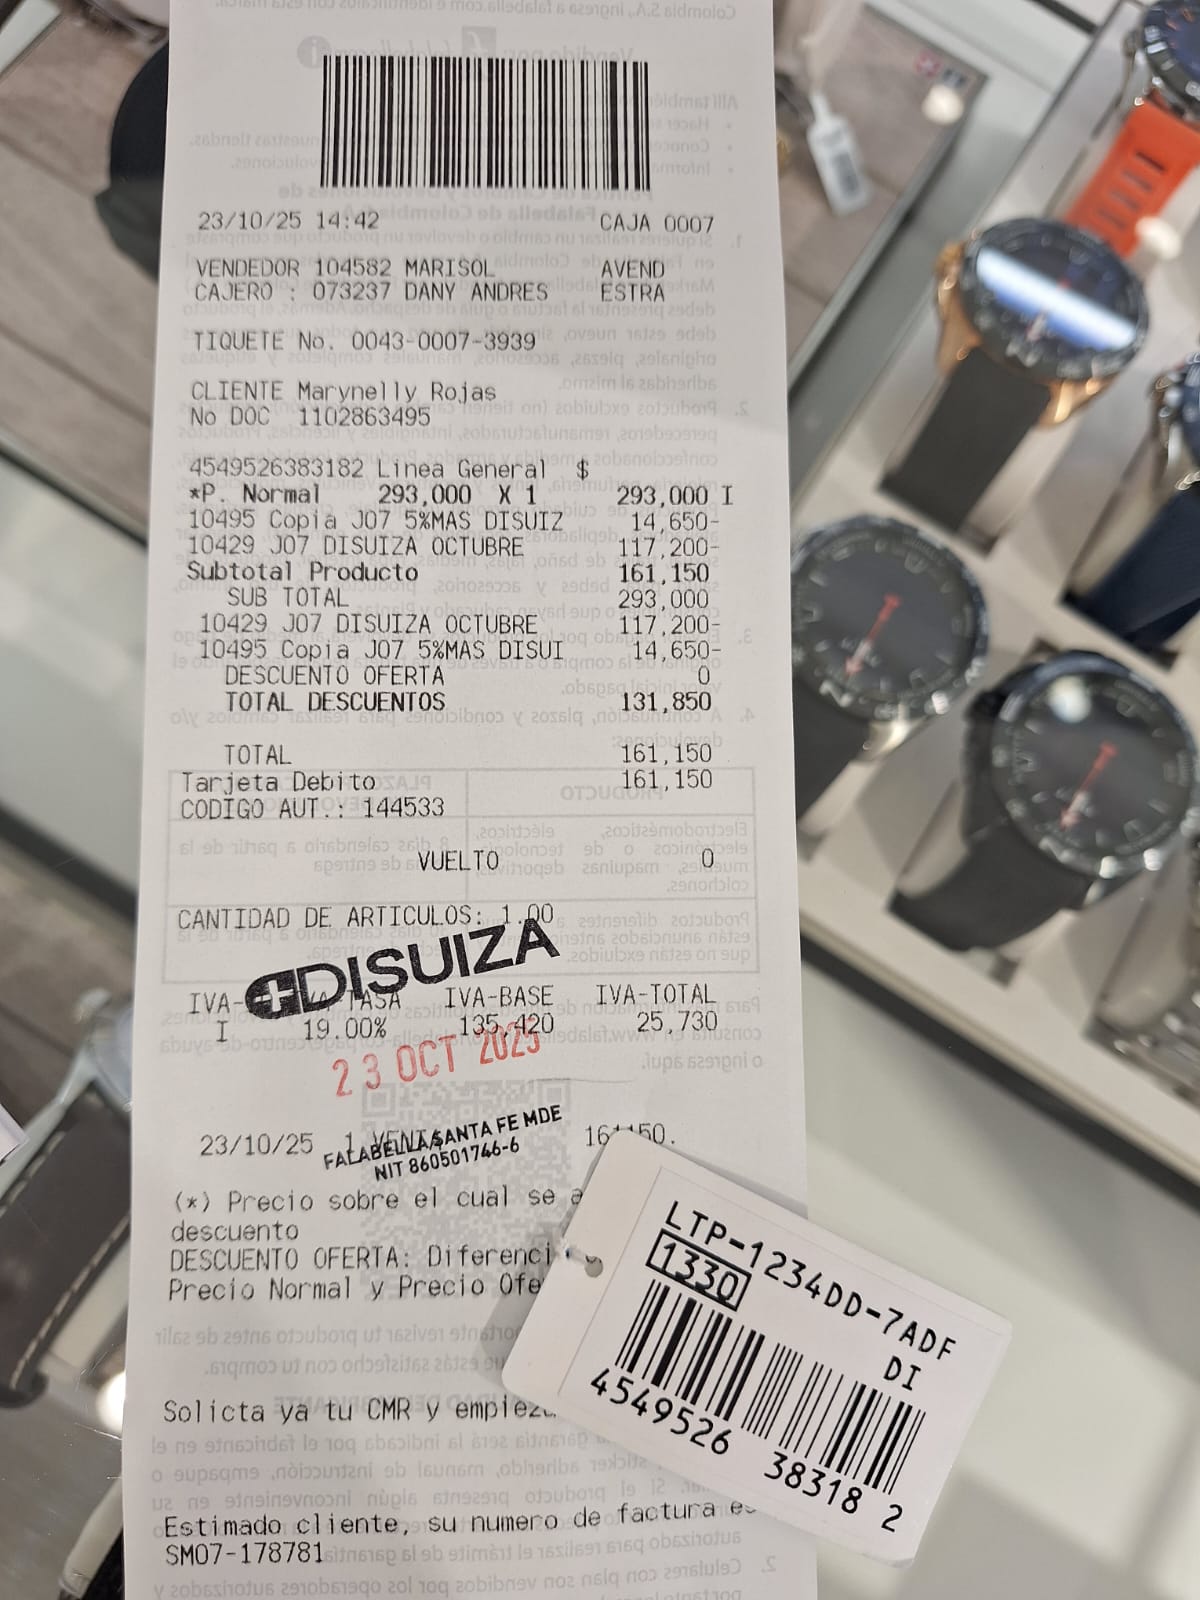 23/10/25 14:42 CAJA 0007
VENDEDOR 104582 MARISOL AVEND
CAJERO : 073237 DANY ANDRES ESTRA
TIQUETE No. 0043-0007-3939
CLIENTE Marynelly Rojas
No DOC 1102863495
4549526383182 Linea General $
*P. Normal 293,000 X 1 293,000 I
10495 Copia J07 5%MAS DISUIZ 14,650-
10429 J07 DISUIZA OCTUBRE 117,200-
Subtotal Producto 161,150
SUB TOTAL 293,000
10429 J07 DISUIZA OCTUBRE 117,200-
10495 Copia J07 5%MAS DISUI 14,650-
DESCUENTO OFERTA 0
TOTAL DESCUENTOS 131,850
TOTAL 161,150
Tarjeta Debito 161,150
CODIGO AUT.: 144533
VUELTO 0
CANTIDAD DE ARTICULOS: 1.00
DISUIZA
IVA- TASA IVA-BASE IVA-TOTAL
I 19.00% 135,420 25,730
23 OCT 2025
23/10/25 1 VENTA
FALABELLA SANTA FE MDE
NIT 860501746-6
(*) Precio sobre el cual se
descuento
DESCUENTO OFERTA: Diferenci
Precio Normal y Precio Ofe
LTP-1234DD-7ADF
1330
DI
4549526 38318 2
Solicta ya tu CMR y empiez
Estimado cliente, su numero de factura es
SM07-178781